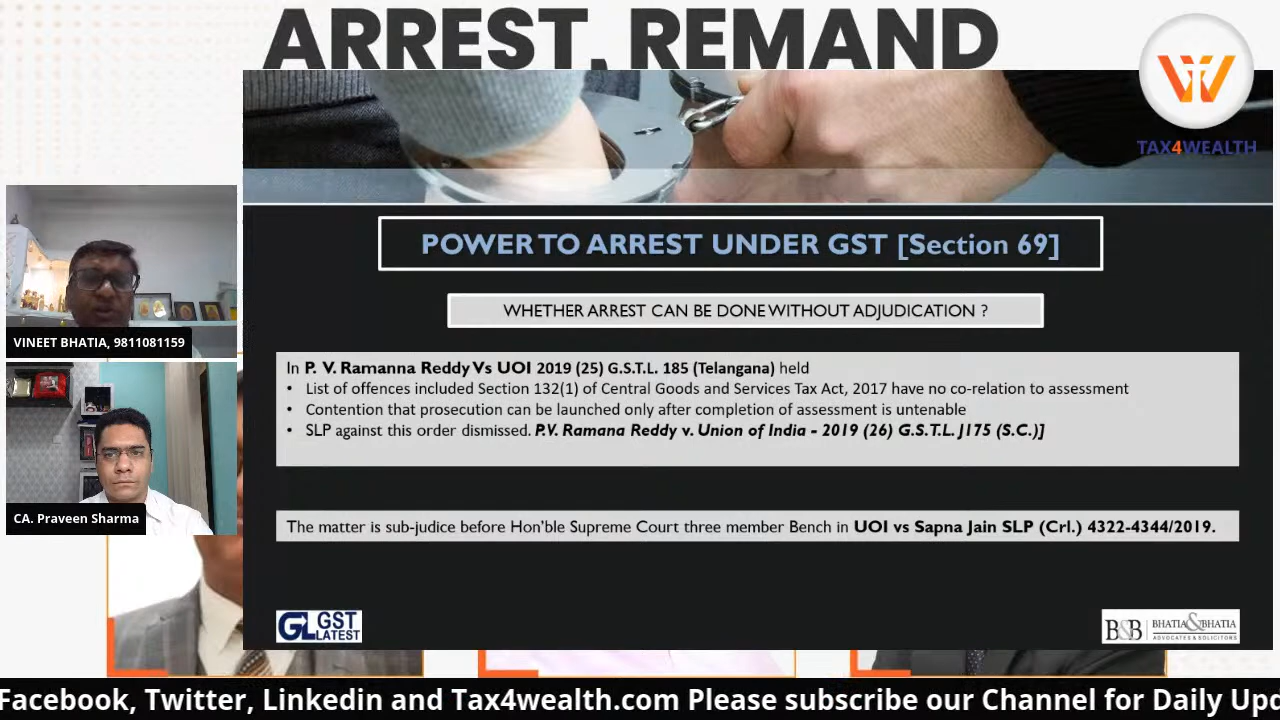 ARREST, REMAND
TAX4WEALTH
POWER TO ARREST UNDER GST [Section 69]
WHETHER ARREST CAN BE DONE WITHOUT ADJUDICATION ?
In P. V. Ramanna Reddy Vs UOI 2019 (25) G.S.T.L. 185 (Telangana) held
• List of offences included Section 132(1) of Central Goods and Services Tax Act, 2017 have no co-relation to assessment
• Contention that prosecution can be launched only after completion of assessment is untenable
• SLP against this order dismissed. P.V. Ramana Reddy v. Union of India - 2019 (26) G.S.T.L. J175 (S.C.)]
The matter is sub-judice before Hon'ble Supreme Court three member Bench in UOI vs Sapna Jain SLP (Crl.) 4322-4344/2019.
VINEET BHATIA, 9811081159
CA. Praveen Sharma
GL GST
LATEST
B&B BHATIA&BHATIA
ADVOCATES & SOLICITORS
Facebook, Twitter, Linkedin and Tax4wealth.com Please subscribe our Channel for Daily Upd